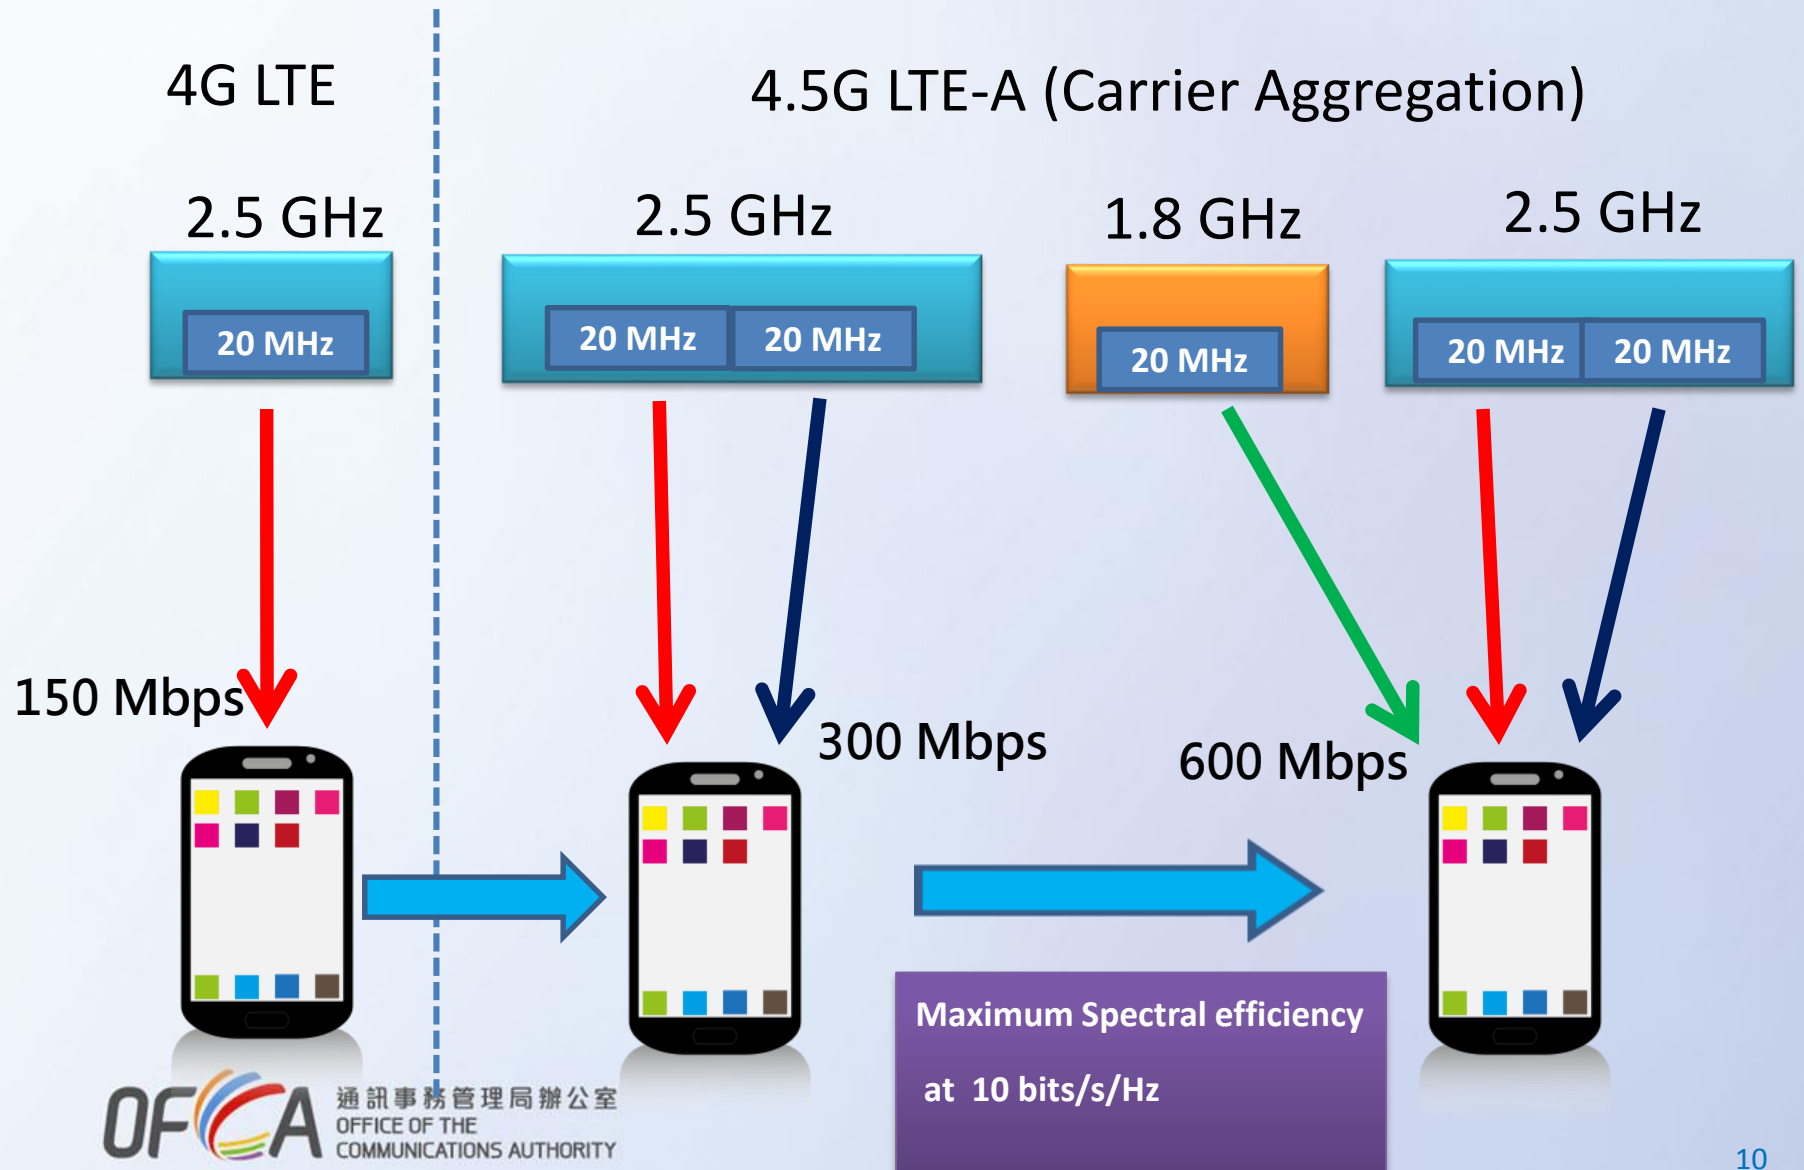 4G LTE
4.5G LTE-A (Carrier Aggregation)
2.5 GHz
2.5 GHz
1.8 GHz
2.5 GHz
20 MHz
20 MHz
20 MHz
20 MHz
20 MHz
20 MHz
150 Mbps
300 Mbps
600 Mbps
Maximum Spectral efficiency
at 10 bits/s/Hz
OFCA
通訊事務管理局辦公室
OFFICE OF THE
COMMUNICATIONS AUTHORITY
10